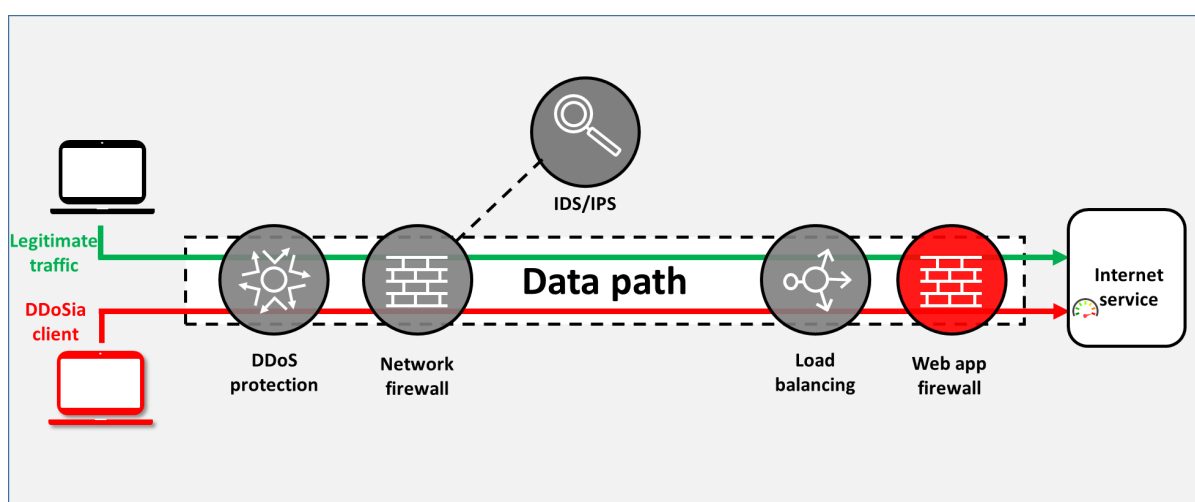 IDS/IPS
Legitimate
traffic
Data path
Internet
service
DDoSia
client
DDoS
protection
Network
firewall
Load
balancing
Web app
firewall